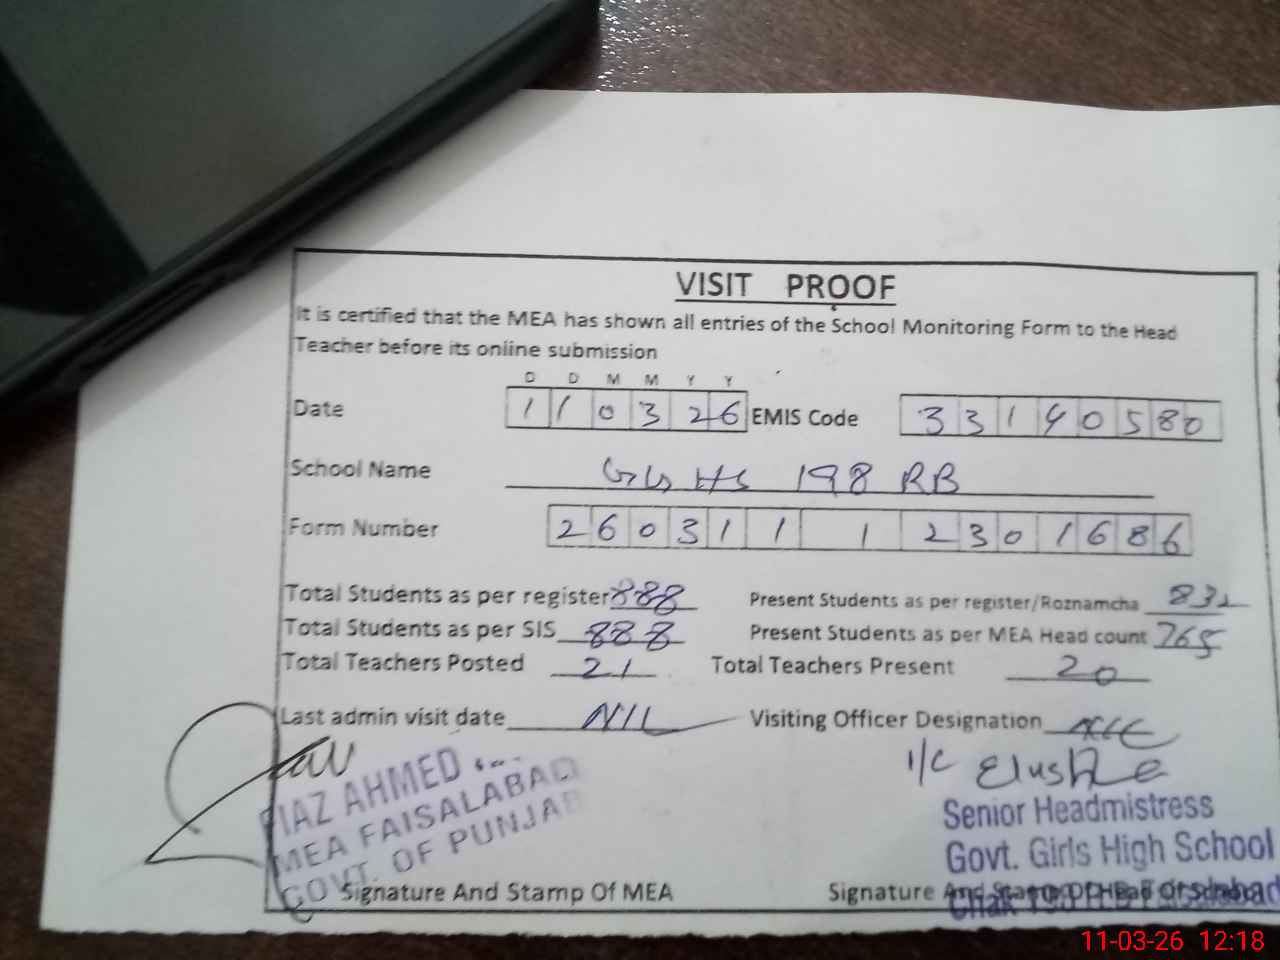 VISIT PROOF
It is certified that the MEA has shown all entries of the School Monitoring Form to the Head
Teacher before its online submission
D D M M Y Y
Date 1 1 0 3 2 6 EMIS Code 3 3 1 4 0 5 8 0
School Name GGHS 198 RB
Form Number 2 6 0 3 1 1 1 2 3 0 1 6 8 6
Total Students as per register 888 Present Students as per register/Roznamcha 832
Total Students as per SIS 888 Present Students as per MEA Head count 765
Total Teachers Posted 21 Total Teachers Present 20
Last admin visit date NIL Visiting Officer Designation
I/C
IAZ AHMED
MEA FAISALABAD
GOVT. OF PUNJAB
Senior Headmistress
Govt. Girls High School
Signature And Stamp Of MEA Signature And
11-03-26 12:18